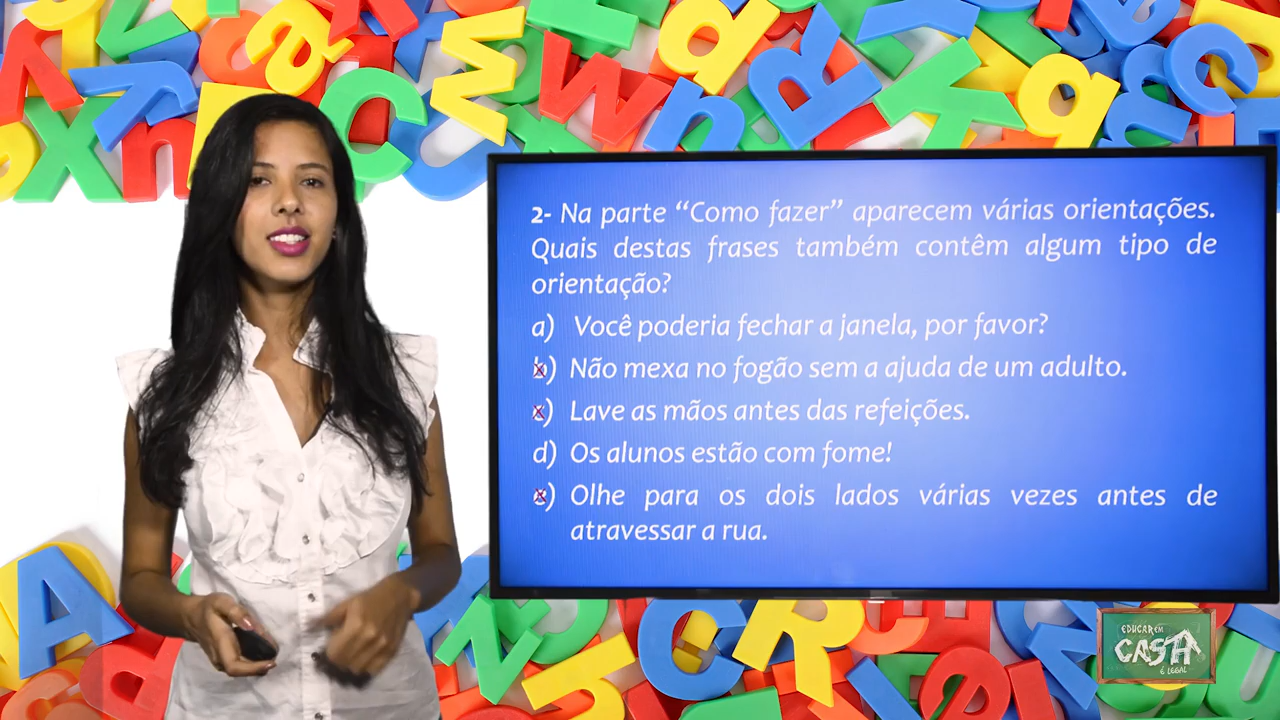 2- Na parte “Como fazer” aparecem várias orientações.
Quais destas frases também contêm algum tipo de
orientação?
a) Você poderia fechar a janela, por favor?
b) Não mexa no fogão sem a ajuda de um adulto.
c) Lave as mãos antes das refeições.
d) Os alunos estão com fome!
e) Olhe para os dois lados várias vezes antes de
atravessar a rua.
EDUCAR EM
CASA
É LEGAL